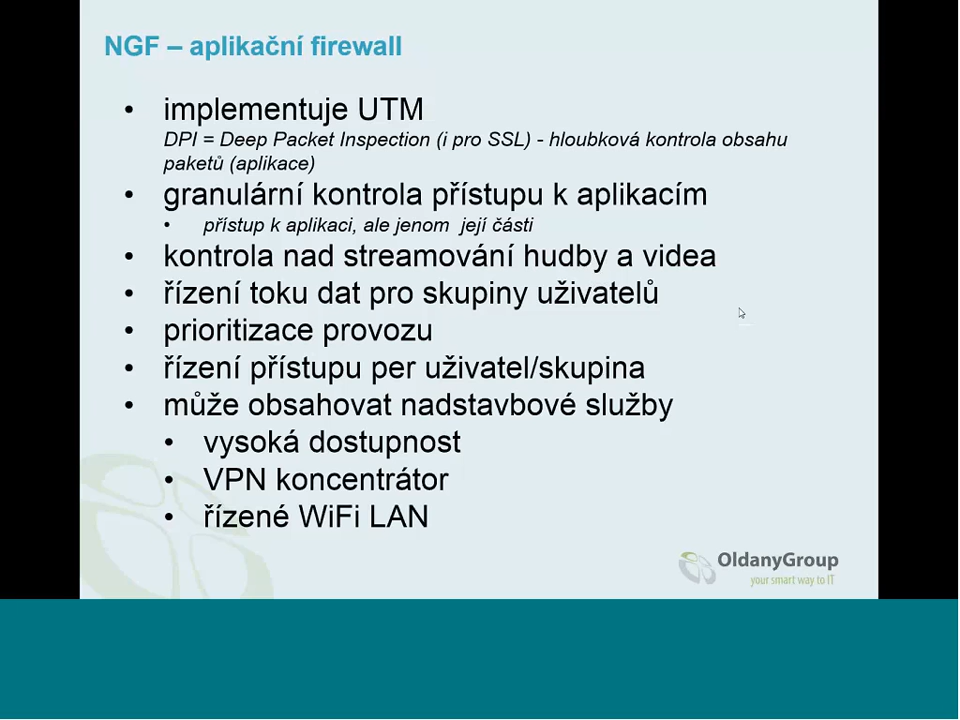 NGF – aplikační firewall
• implementuje UTM
DPI = Deep Packet Inspection (i pro SSL) - hloubková kontrola obsahu
paketů (aplikace)
• granulární kontrola přístupu k aplikacím
• přístup k aplikaci, ale jenom její části
• kontrola nad streamování hudby a videa
• řízení toku dat pro skupiny uživatelů
• prioritizace provozu
• řízení přístupu per uživatel/skupina
• může obsahovat nadstavbové služby
• vysoká dostupnost
• VPN koncentrátor
• řízené WiFi LAN
OldanyGroup
your smart way to IT